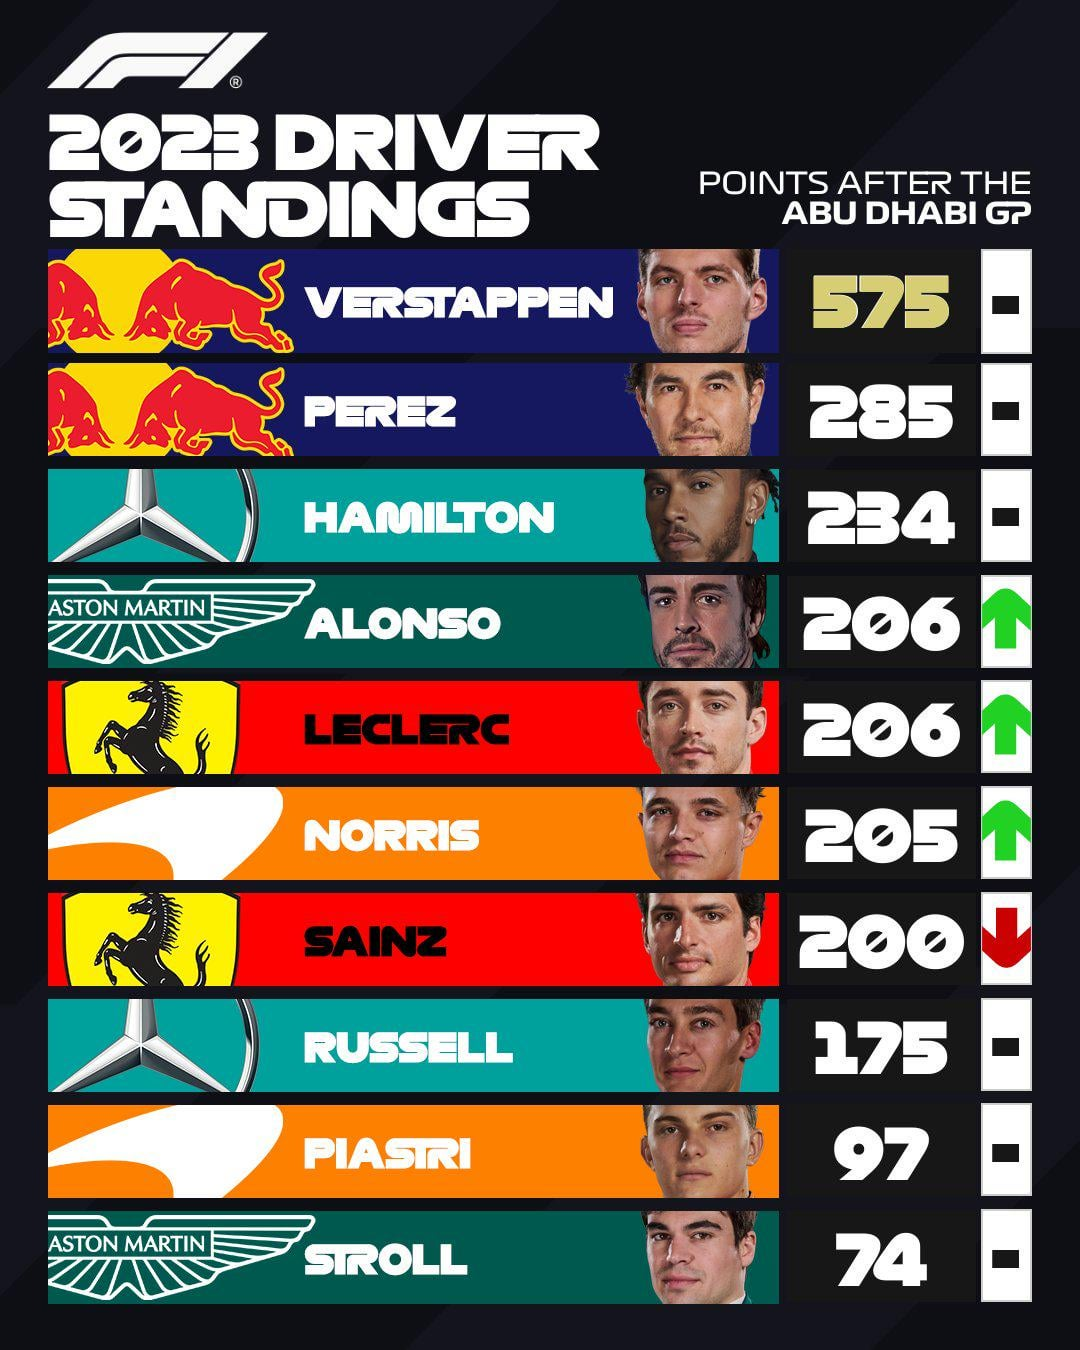 F1®
2023 DRIVER
STANDINGS
POINTS AFTER THE
ABU DHABI GP
VERSTAPPEN 575
PEREZ 285
HAMILTON 234
ASTON MARTIN ALONSO 206
LECLERC 206
NORRIS 205
SAINZ 200
RUSSELL 175
PIASTRI 97
ASTON MARTIN STROLL 74